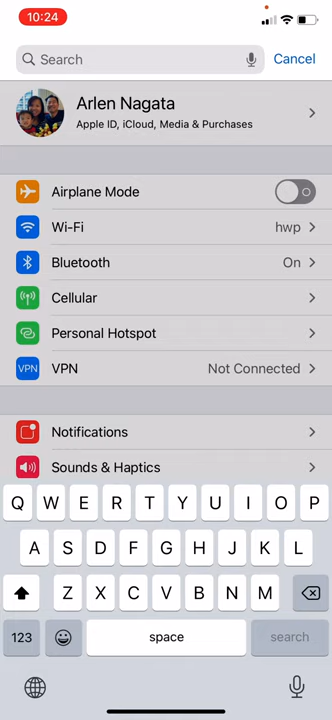 10:24
Search
Cancel
Arlen Nagata
Apple ID, iCloud, Media & Purchases
Airplane Mode
Wi-Fi hwp
Bluetooth On
Cellular
Personal Hotspot
VPN VPN Not Connected
Notifications
Sounds & Haptics
Q W E R T Y U I O P
A S D F G H J K L
Z X C V B N M
123 space search